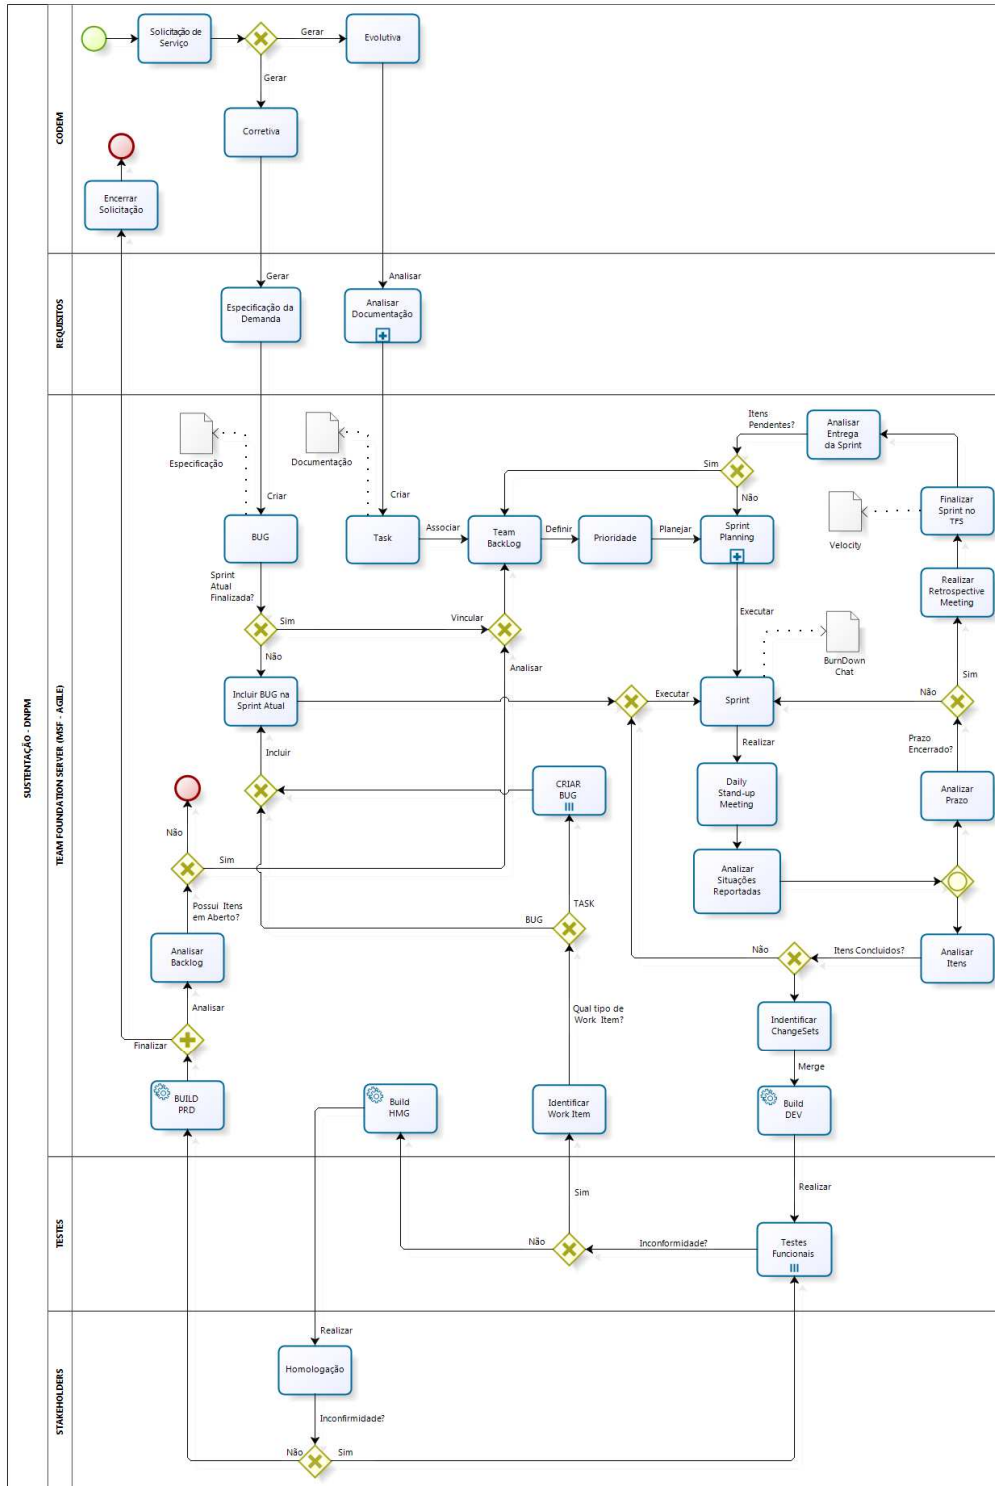 SUSTENTAÇÃO - DNPM
CODEM
Solicitação de
Serviço
Gerar
Evolutiva
Gerar
Corretiva
Encerrar
Solicitação
REQUISITOS
Gerar
Analisar
Especificação da
Demanda
Analisar
Documentação
TEAM FOUNDATION SERVER (MSF - AGILE)
Itens
Pendentes?
Analisar
Entrega
da Sprint
Especificação
Documentação
Sim
Não
Criar
Criar
Finalizar
Sprint no
TFS
Velocity
BUG
Task
Associar
Team
BackLog
Definir
Prioridade
Planejar
Sprint
Planning
Sprint
Atual
Finalizada?
Realizar
Retrospective
Meeting
Executar
Sim
Vincular
Não
Analisar
BurnDown
Chat
Sim
Incluir BUG na
Sprint Atual
Executar
Sprint
Não
Incluir
Realizar
Prazo
Encerrado?
CRIAR
BUG
Daily
Stand-up
Meeting
Analizar
Prazo
Não
Sim
Analizar
Situações
Reportadas
Possui Itens
em Aberto?
TASK
BUG
Analisar
Backlog
Não
Itens Concluidos?
Analisar
Itens
Analisar
Qual tipo de
Work Item?
Indentificar
ChangeSets
Finalizar
Merge
BUILD
PRD
Build
HMG
Identificar
Work Item
Build
DEV
TESTES
Realizar
Sim
Não
Inconformidade?
Testes
Funcionais
STAKEHOLDERS
Realizar
Homologação
Inconfirmidade?
Não
Sim